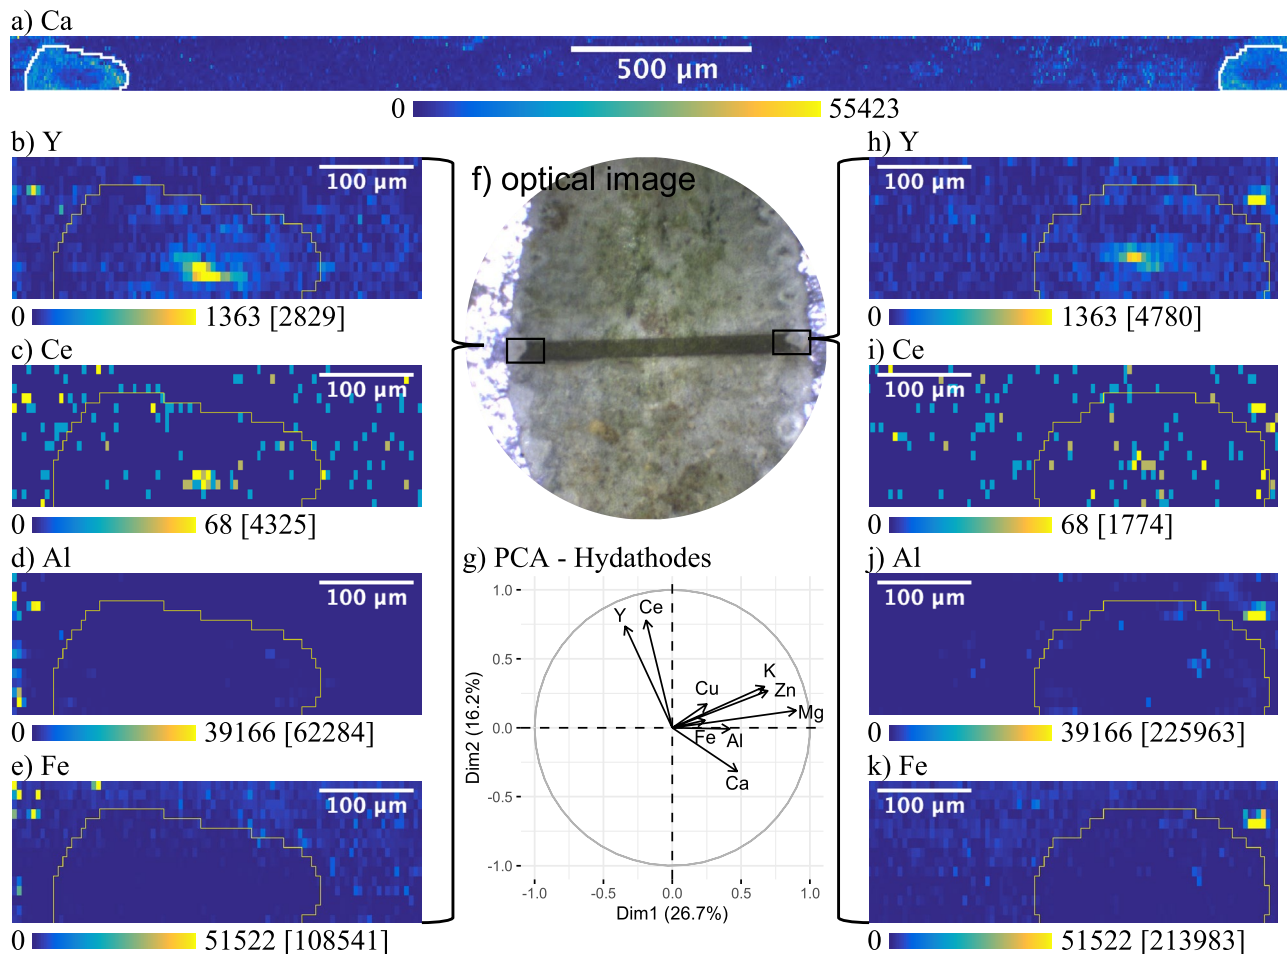 a) Ca
500 µm
0 55423
b) Y
100 µm
0 1363 [2829]
c) Ce
100 µm
0 68 [4325]
d) Al
100 µm
0 39166 [62284]
e) Fe
100 µm
0 51522 [108541]
f) optical image
g) PCA - Hydathodes
1.0
0.5
0.0
-0.5
-1.0
Dim2 (16.2%)
Y
Ce
K
Zn
Cu
Mg
Fe
Al
Ca
-1.0 -0.5 0.0 0.5 1.0
Dim1 (26.7%)
h) Y
100 µm
0 1363 [4780]
i) Ce
100 µm
0 68 [1774]
j) Al
100 µm
0 39166 [225963]
k) Fe
100 µm
0 51522 [213983]